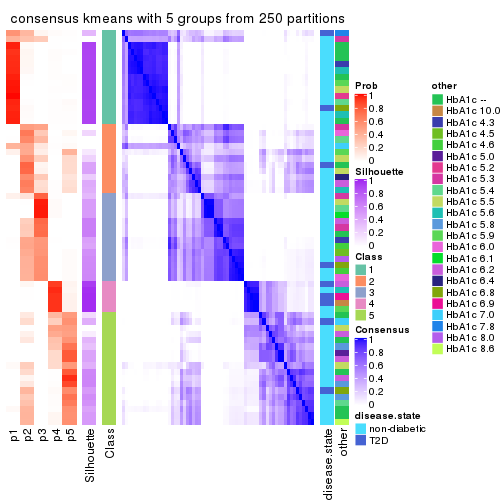 consensus kmeans with 5 groups from 250 partitions
p1
p2
p3
p4
p5
Silhouette
Class
disease.state
other
Prob
1
0.8
0.6
0.4
0.2
0
Silhouette
1
0.8
0.6
0.4
0.2
0
Class
1
2
3
4
5
Consensus
1
0.8
0.6
0.4
0.2
0
disease.state
non-diabetic
T2D
other
HbA1c --
HbA1c 10.0
HbA1c 4.3
HbA1c 4.5
HbA1c 4.6
HbA1c 5.0
HbA1c 5.2
HbA1c 5.3
HbA1c 5.4
HbA1c 5.5
HbA1c 5.6
HbA1c 5.8
HbA1c 5.9
HbA1c 6.0
HbA1c 6.1
HbA1c 6.2
HbA1c 6.4
HbA1c 6.8
HbA1c 6.9
HbA1c 7.0
HbA1c 7.8
HbA1c 8.0
HbA1c 8.6